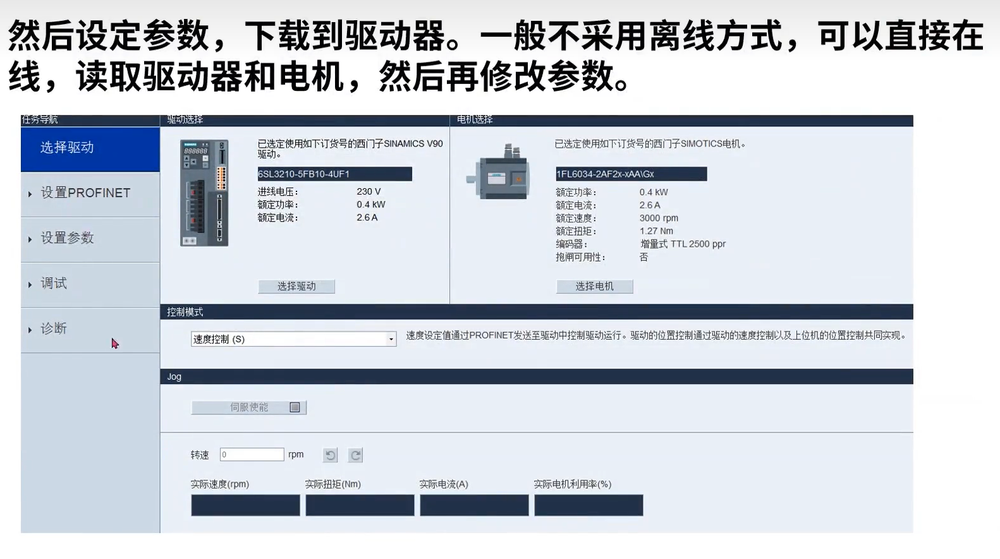 然后设定参数，下载到驱动器。一般不采用离线方式，可以直接在
线，读取驱动器和电机，然后再修改参数。
任务导航
驱动选择
电机选择
选择驱动
设置PROFINET
设置参数
调试
诊断
已选定使用如下订货号的西门子SINAMICS V90
驱动。
6SL3210-5FB10-4UF1
进线电压： 230 V
额定功率： 0.4 kW
额定电流： 2.6 A
选择驱动
已选定使用如下订货号的西门子SIMOTICS电机。
1FL6034-2AF2x-xAA\Gx
额定功率： 0.4 kW
额定电流： 2.6 A
额定速度： 3000 rpm
额定扭矩： 1.27 Nm
编码器： 增量式 TTL 2500 ppr
抱闸可用性： 否
选择电机
控制模式
速度控制 (S)
速度设定值通过PROFINET发送至驱动中控制驱动运行。驱动的位置控制通过驱动的速度控制以及上位机的位置控制共同实现。
Jog
伺服使能
转速 0 rpm
实际速度(rpm) 实际扭矩(Nm) 实际电流(A) 实际电机利用率(%)